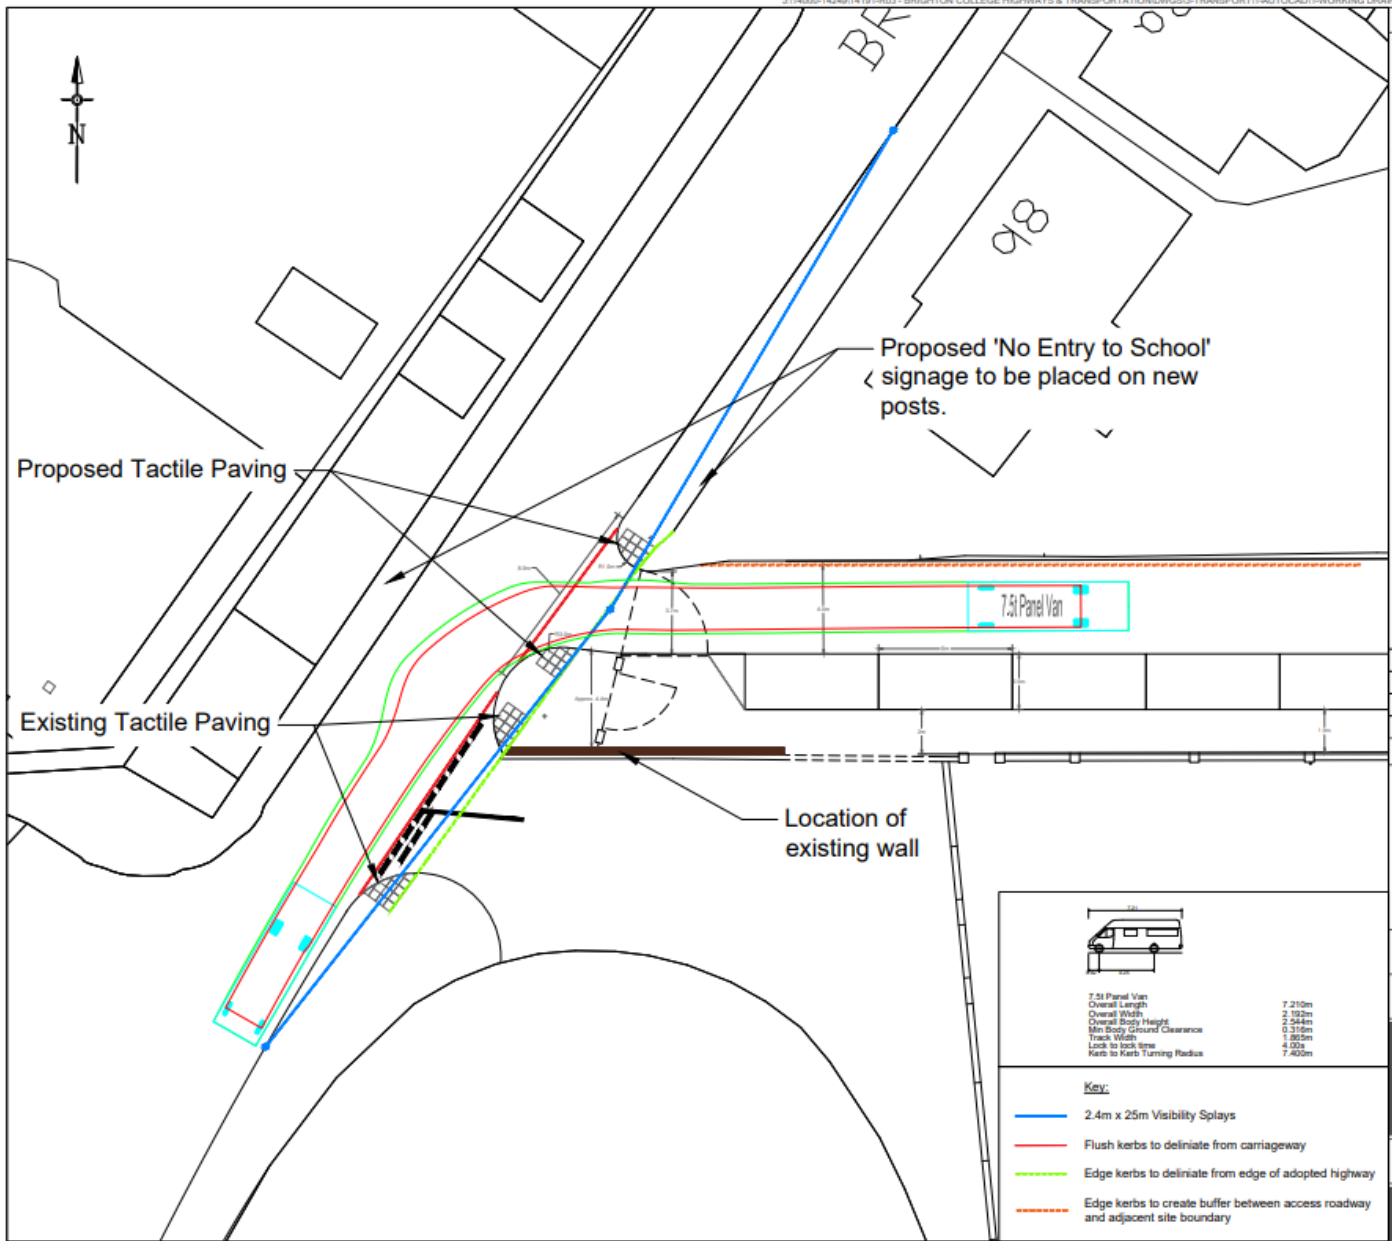 BR
N
98
Proposed 'No Entry to School'
signage to be placed on new
posts.
Proposed Tactile Paving
7.5t Panel Van
Existing Tactile Paving
Location of
existing wall
7.5t Panel Van
Overall Length 7.210m
Overall Width 2.192m
Overall Body Height 2.544m
Min Body Ground Clearance 0.316m
Track Width 1.865m
Lock to lock time 4.00s
Kerb to Kerb Turning Radius 7.400m
Key:
2.4m x 25m Visibility Splays
Flush kerbs to deliniate from carriageway
Edge kerbs to deliniate from edge of adopted highway
Edge kerbs to create buffer between access roadway
and adjacent site boundary